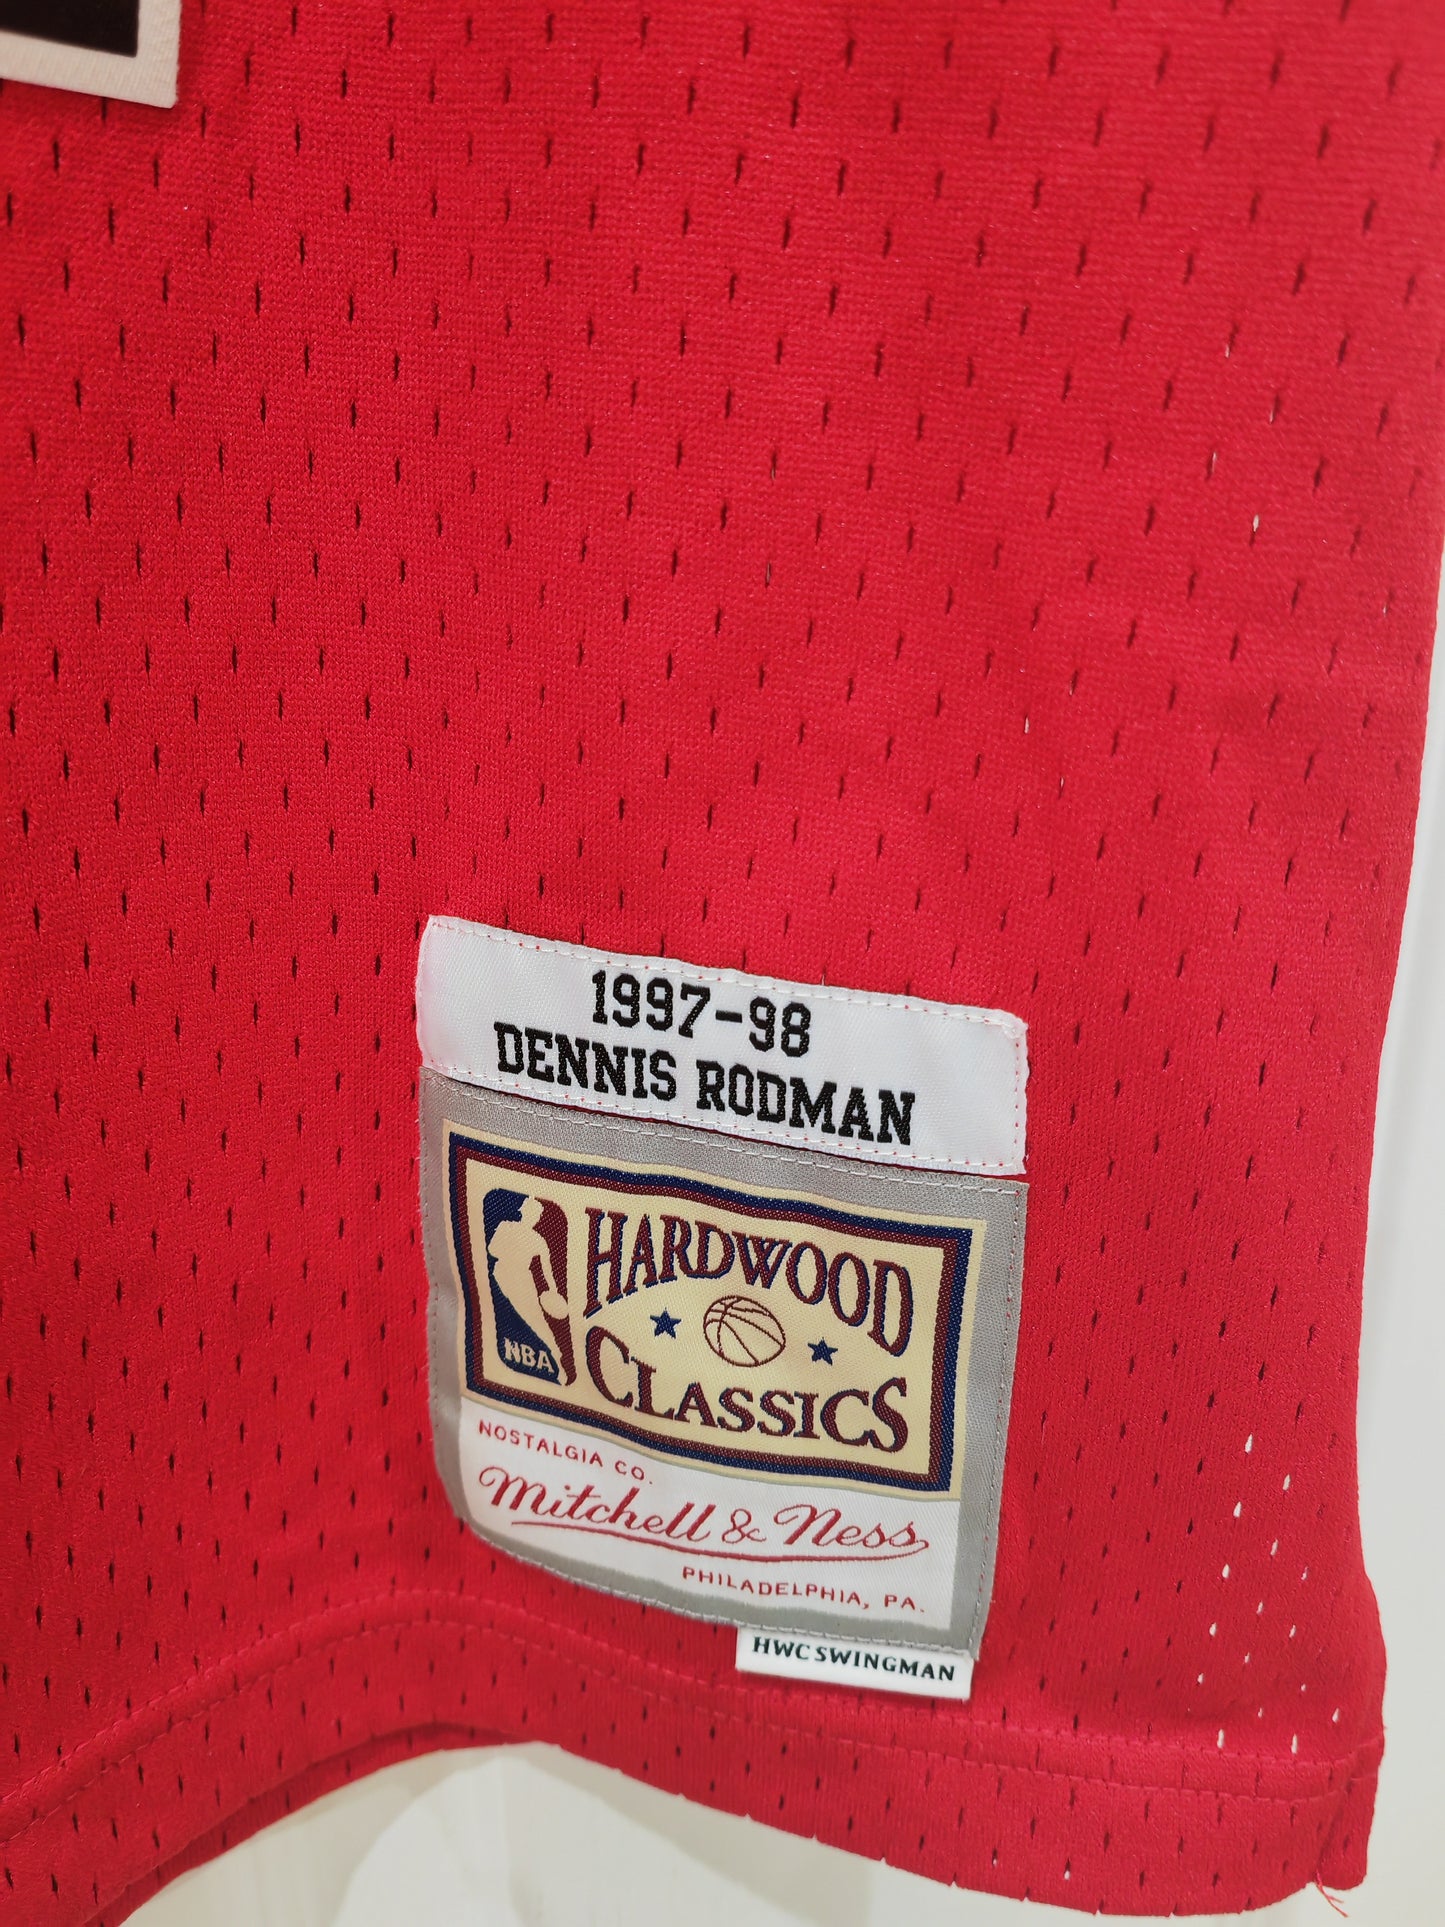 1997-98
DENNIS RODMAN
HARDWOOD
CLASSICS
NBA
NOSTALGIA CO.
Mitchell & Ness
PHILADELPHIA, PA.
HWC SWINGMAN